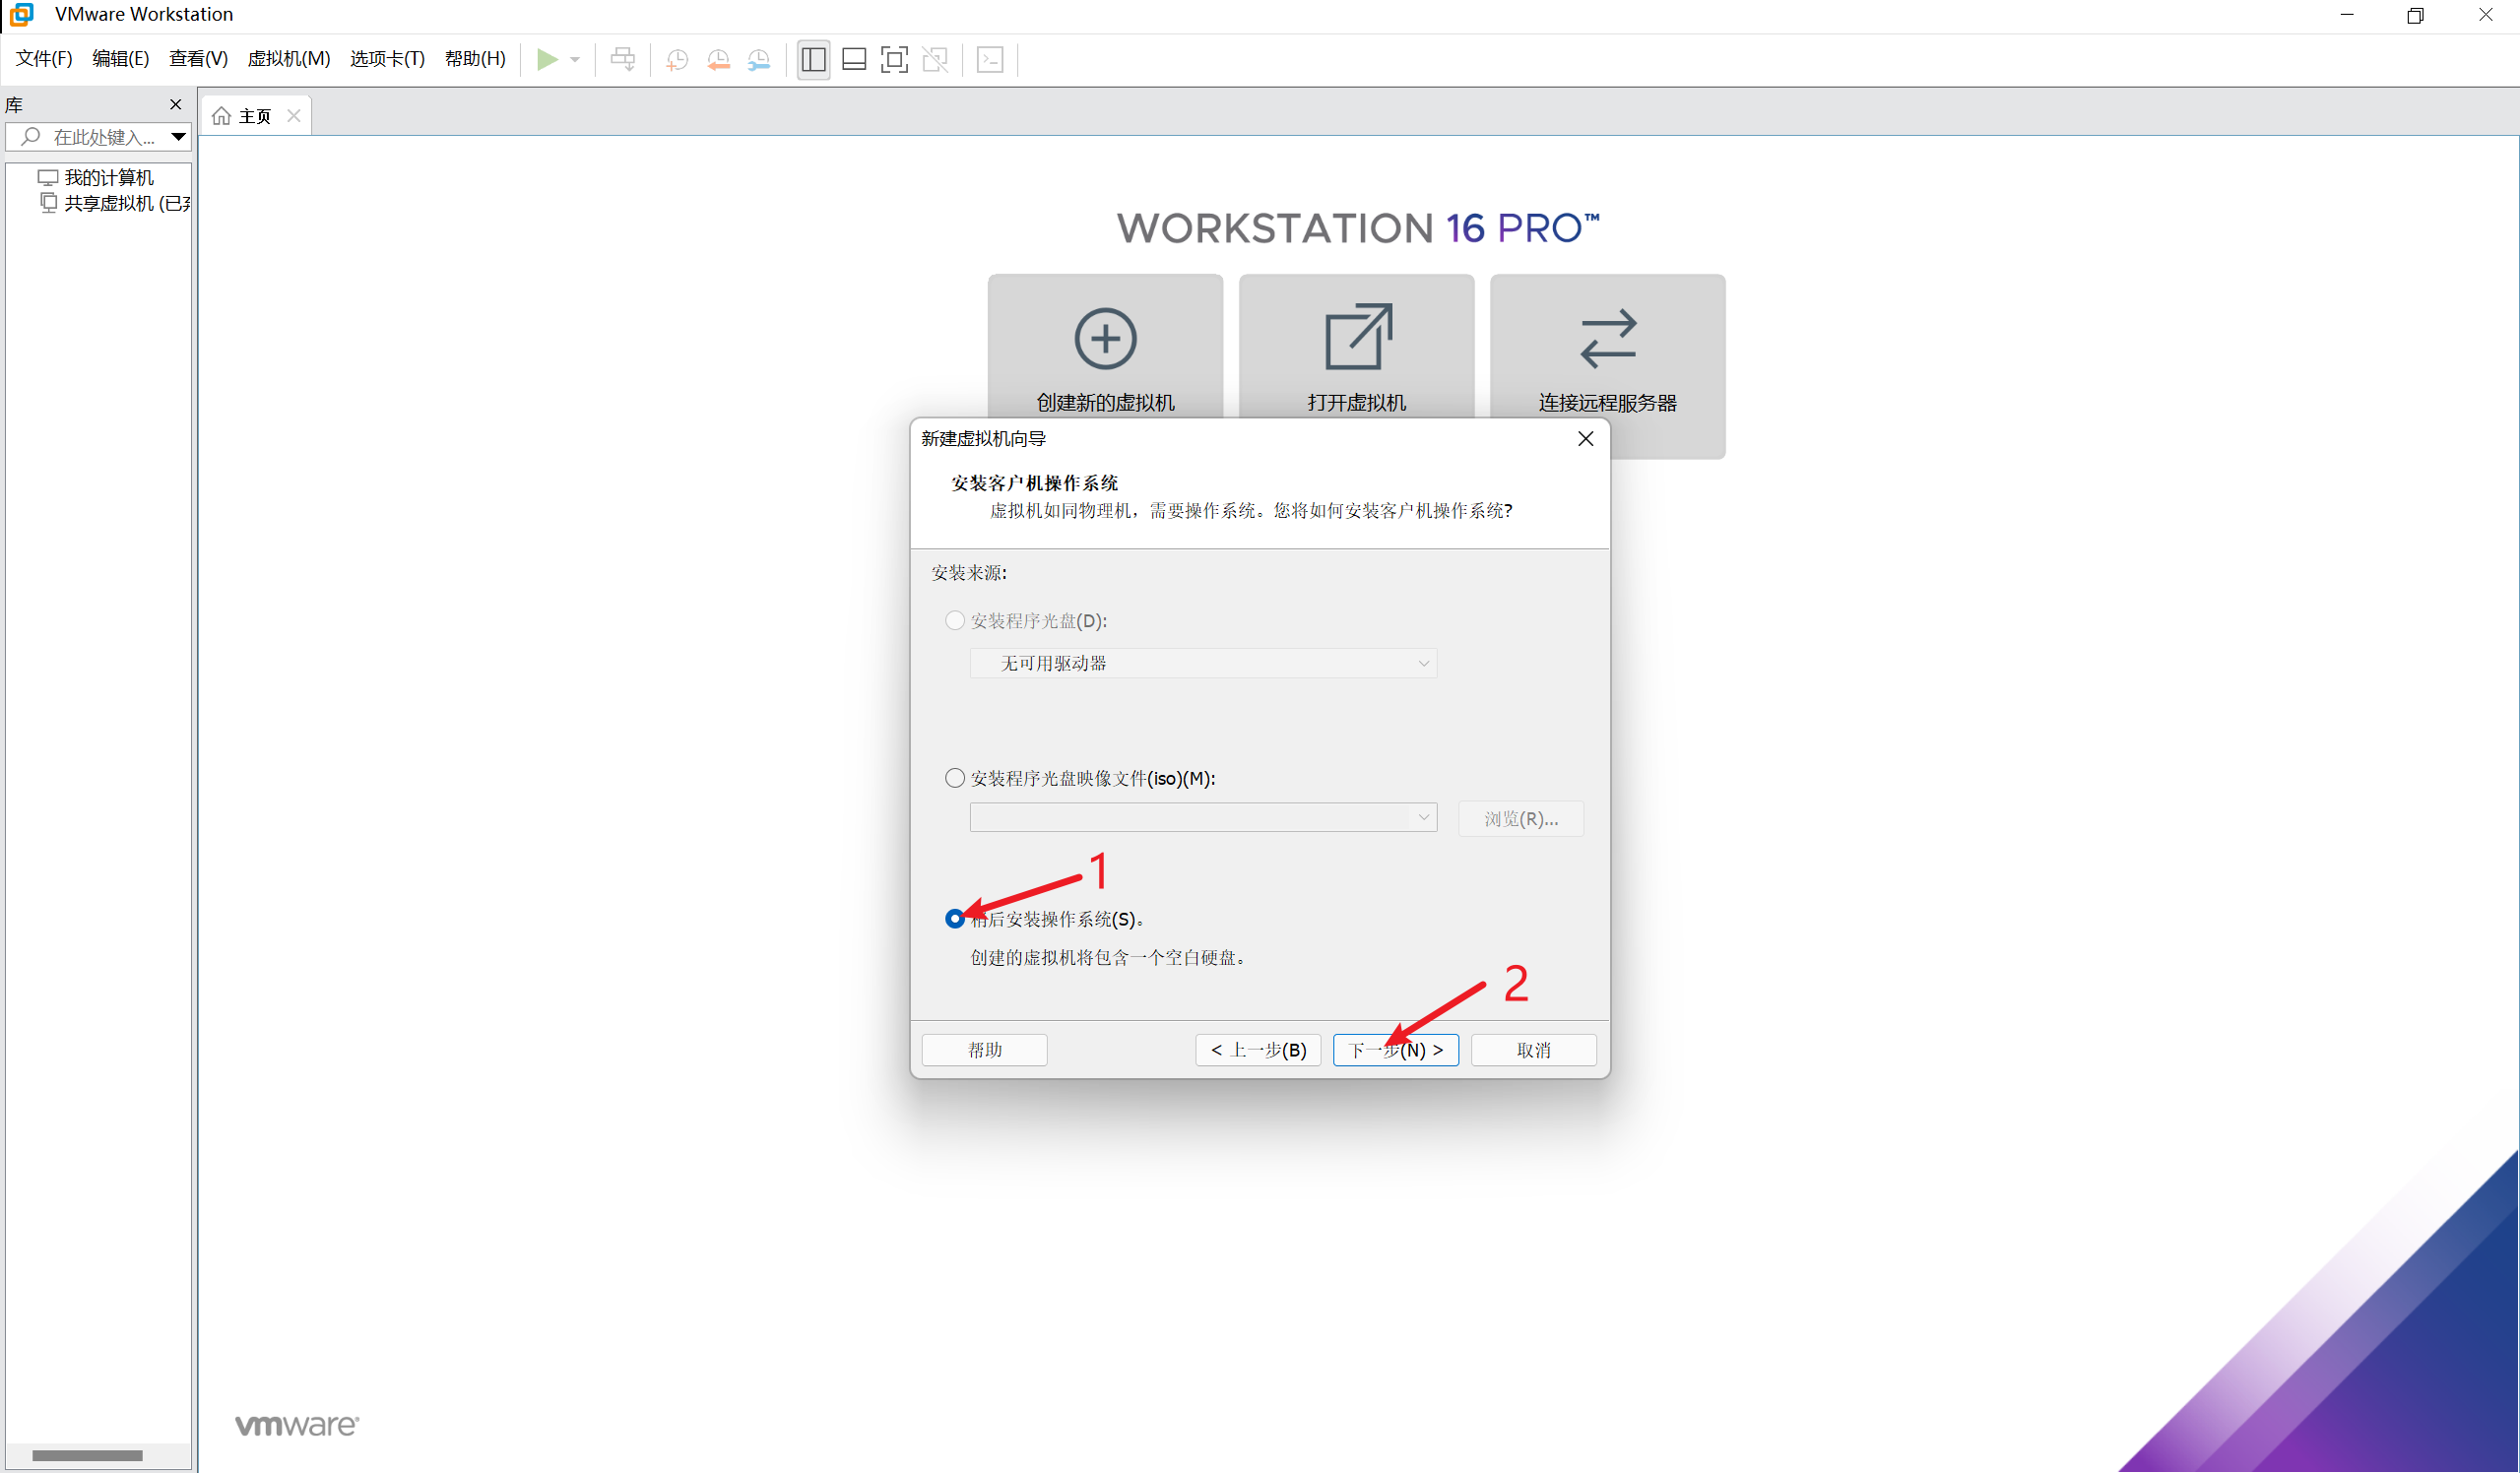 VMware Workstation
文件(F) 编辑(E) 查看(V) 虚拟机(M) 选项卡(T) 帮助(H)
库
主页
在此处键入...
我的计算机
共享虚拟机 (已
WORKSTATION 16 PRO™
创建新的虚拟机 打开虚拟机 连接远程服务器
新建虚拟机向导
安装客户机操作系统
虚拟机如同物理机，需要操作系统。您将如何安装客户机操作系统?
安装来源:
安装程序光盘(D):
无可用驱动器
安装程序光盘映像文件(iso)(M):
浏览(R)...
1
稍后安装操作系统(S)。
创建的虚拟机将包含一个空白硬盘。
2
帮助 < 上一步(B) 下一步(N) > 取消
vmware®